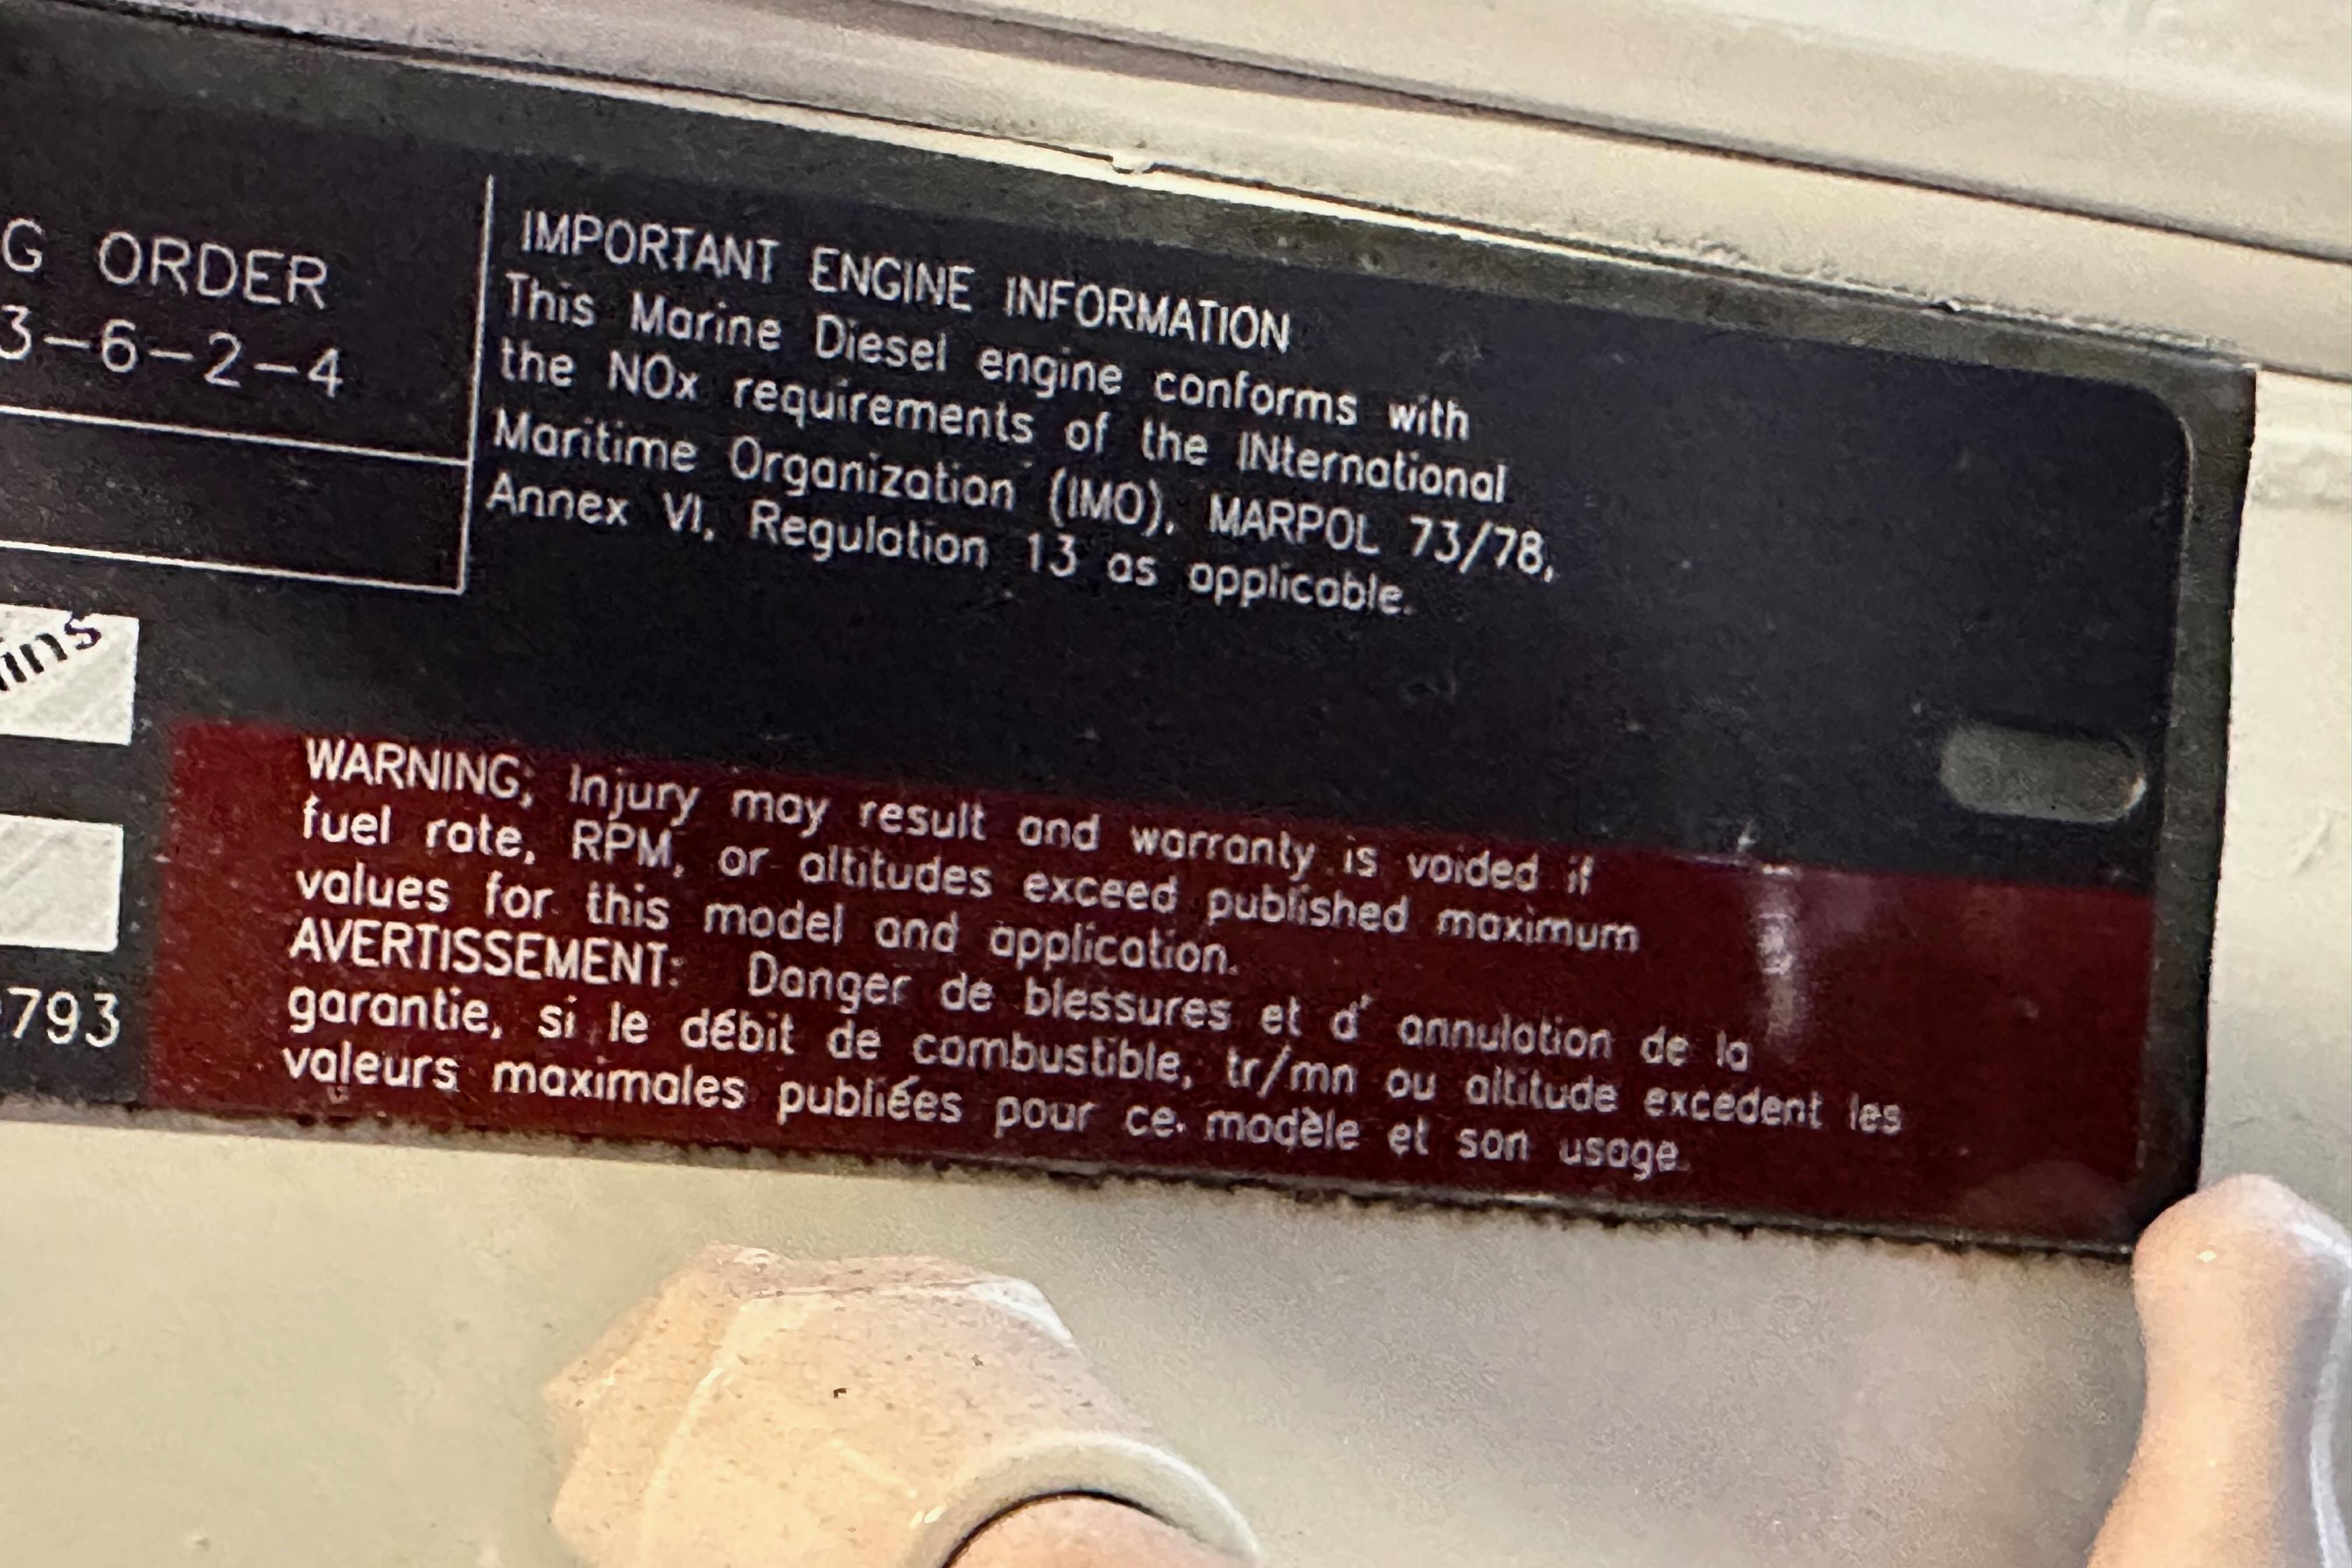 G ORDER
3-6-2-4
IMPORTANT ENGINE INFORMATION
This Marine Diesel engine conforms with
the NOx requirements of the INternational
Maritime Organization (IMO), MARPOL 73/78,
Annex VI, Regulation 13 as applicable.
ins
793
WARNING; Injury may result and warranty is voided if
fuel rate, RPM, or altitudes exceed published maximum
values for this model and application.
AVERTISSEMENT: Danger de blessures et d' annulation de la
garantie, si le débit de combustible, tr/mn ou altitude excedent les
valeurs maximales publiées pour ce modèle et son usage.